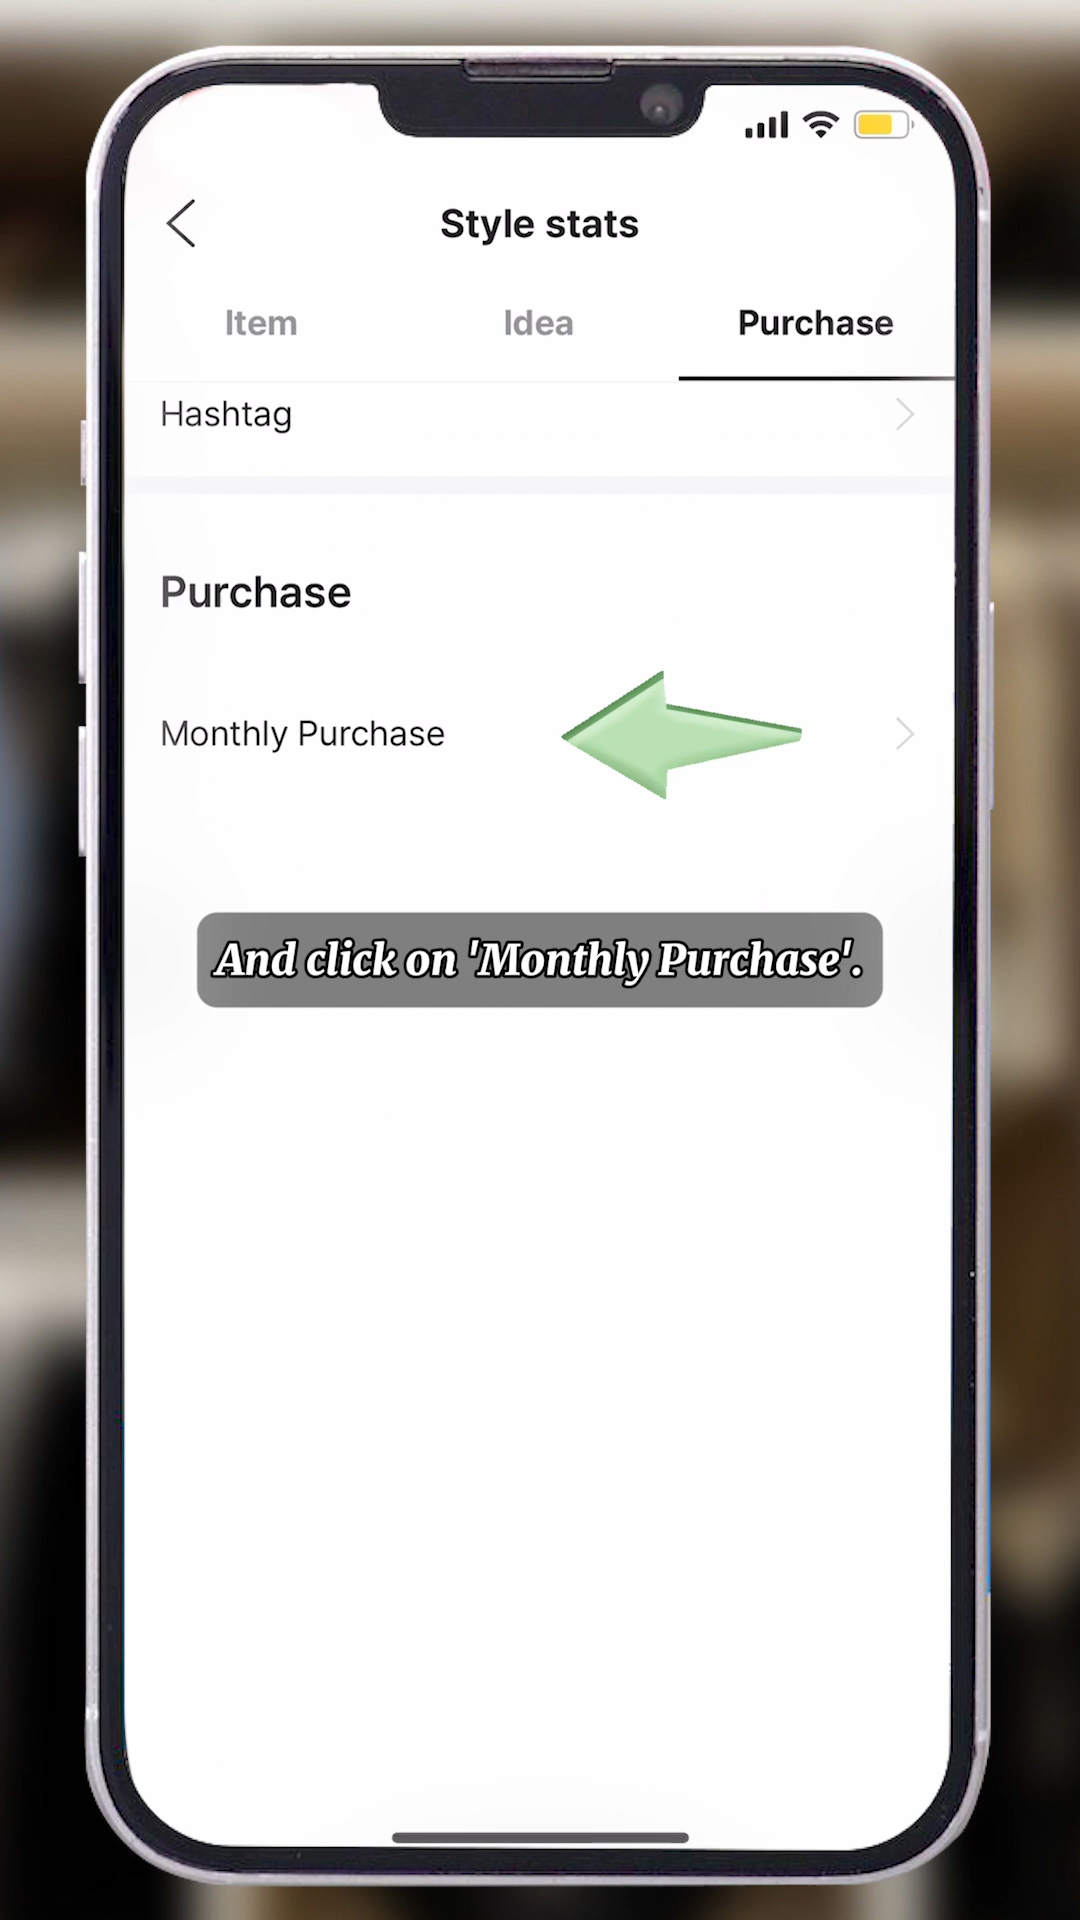 Style stats
Item Idea Purchase
Hashtag
Purchase
Monthly Purchase
And click on 'Monthly Purchase'.